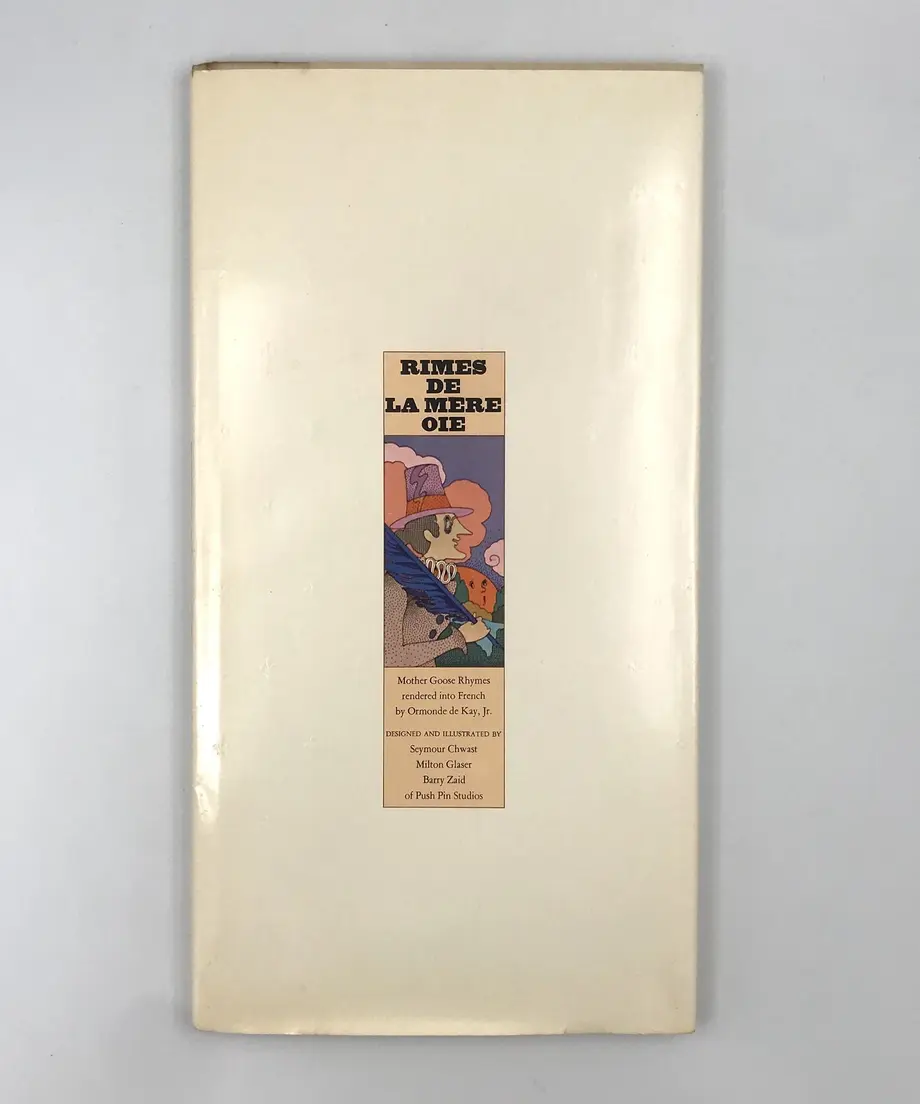 RIMES
DE
LA MERE
OIE
Mother Goose Rhymes
rendered into French
by Ormonde de Kay, Jr.
DESIGNED AND ILLUSTRATED BY
Seymour Chwast
Milton Glaser
Barry Zaid
of Push Pin Studios